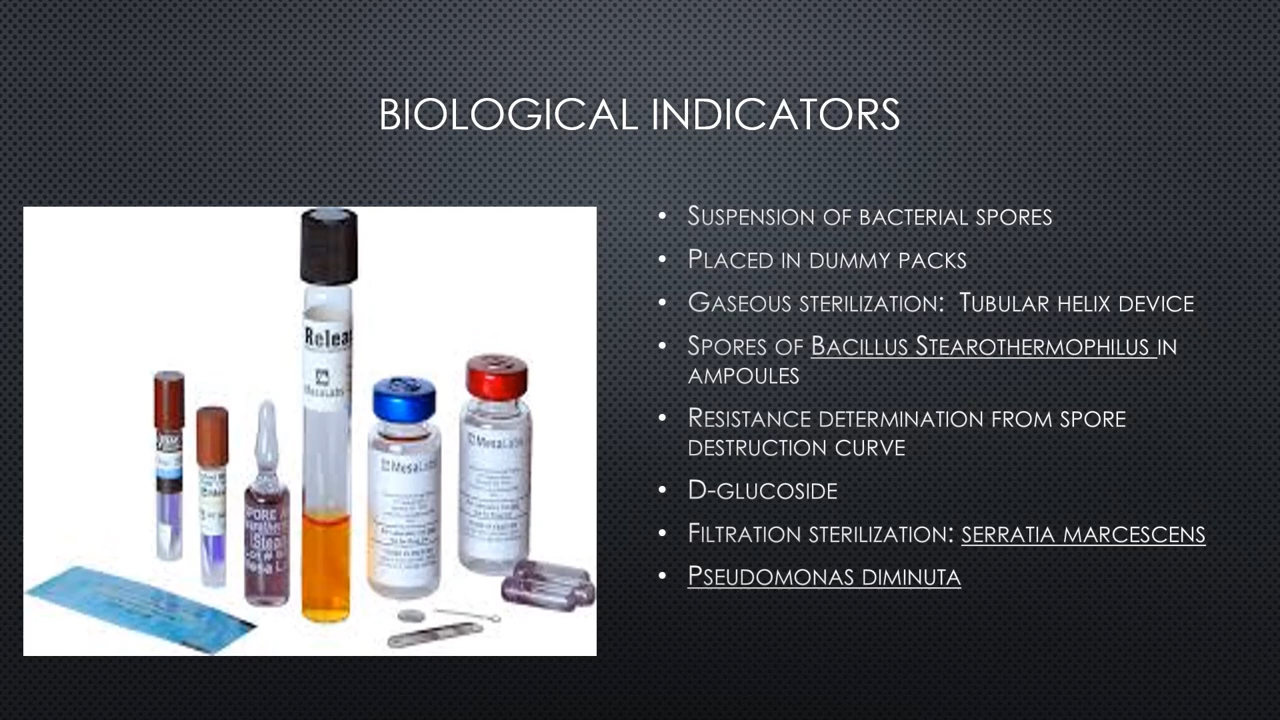 BIOLOGICAL INDICATORS
• SUSPENSION OF BACTERIAL SPORES
• PLACED IN DUMMY PACKS
• GASEOUS STERILIZATION: TUBULAR HELIX DEVICE
• SPORES OF BACILLUS STEAROTHERMOPHILUS IN
AMPOULES
• RESISTANCE DETERMINATION FROM SPORE
DESTRUCTION CURVE
• D-GLUCOSIDE
• FILTRATION STERILIZATION: SERRATIA MARCESCENS
• PSEUDOMONAS DIMINUTA
Relea
MesaLabs
MesaLabs
MesaLabs